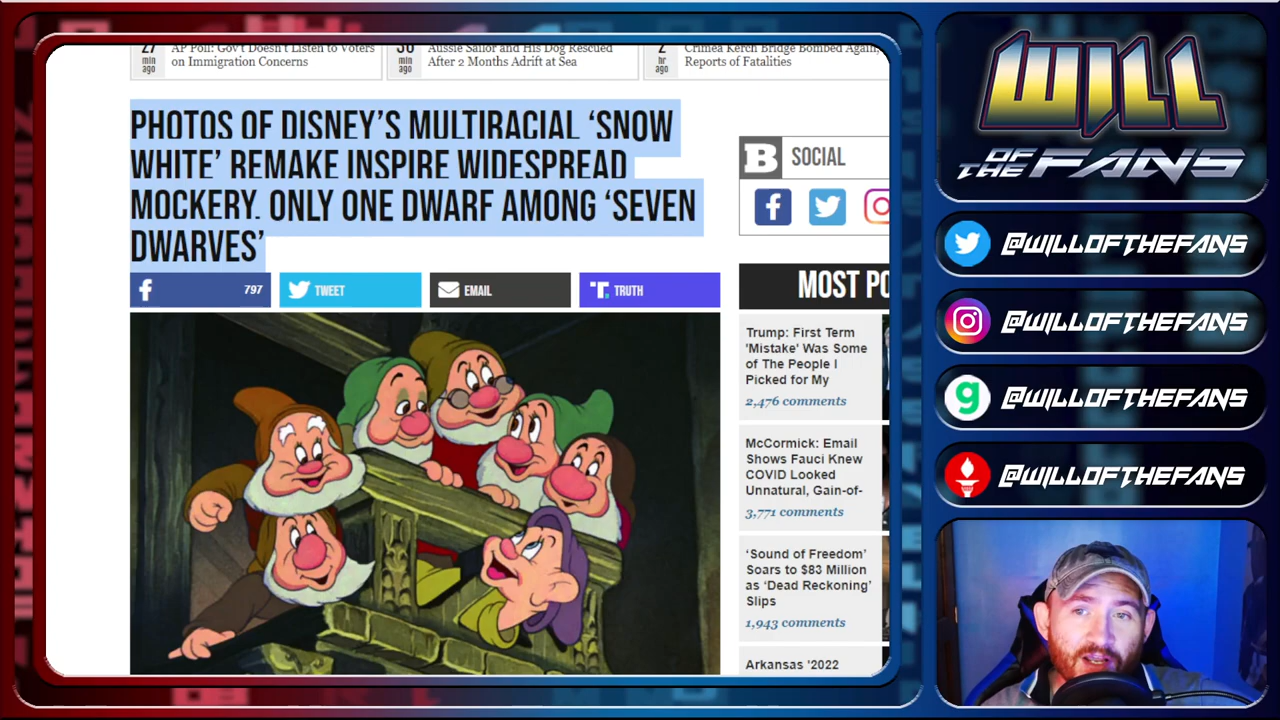 27 min ago
AP Poll: Gov't Doesn't Listen to Voters
on Immigration Concerns
30 min ago
Aussie Sailor and His Dog Rescued
After 2 Months Adrift at Sea
2 hr ago
Crimea Kerch Bridge Bombed Again,
Reports of Fatalities
PHOTOS OF DISNEY'S MULTIRACIAL 'SNOW
WHITE' REMAKE INSPIRE WIDESPREAD
MOCKERY, ONLY ONE DWARF AMONG 'SEVEN
DWARVES'
797
TWEET
EMAIL
TRUTH
B SOCIAL
MOST PO
Trump: First Term
'Mistake' Was Some
of The People I
Picked for My
2,476 comments
McCormick: Email
Shows Fauci Knew
COVID Looked
Unnatural, Gain-of-
3,771 comments
'Sound of Freedom'
Soars to $83 Million
as 'Dead Reckoning'
Slips
1,943 comments
Arkansas '2022
WILL
OF THE FANS
@WILLOFTHEFANS
@WILLOFTHEFANS
@WILLOFTHEFANS
@WILLOFTHEFANS